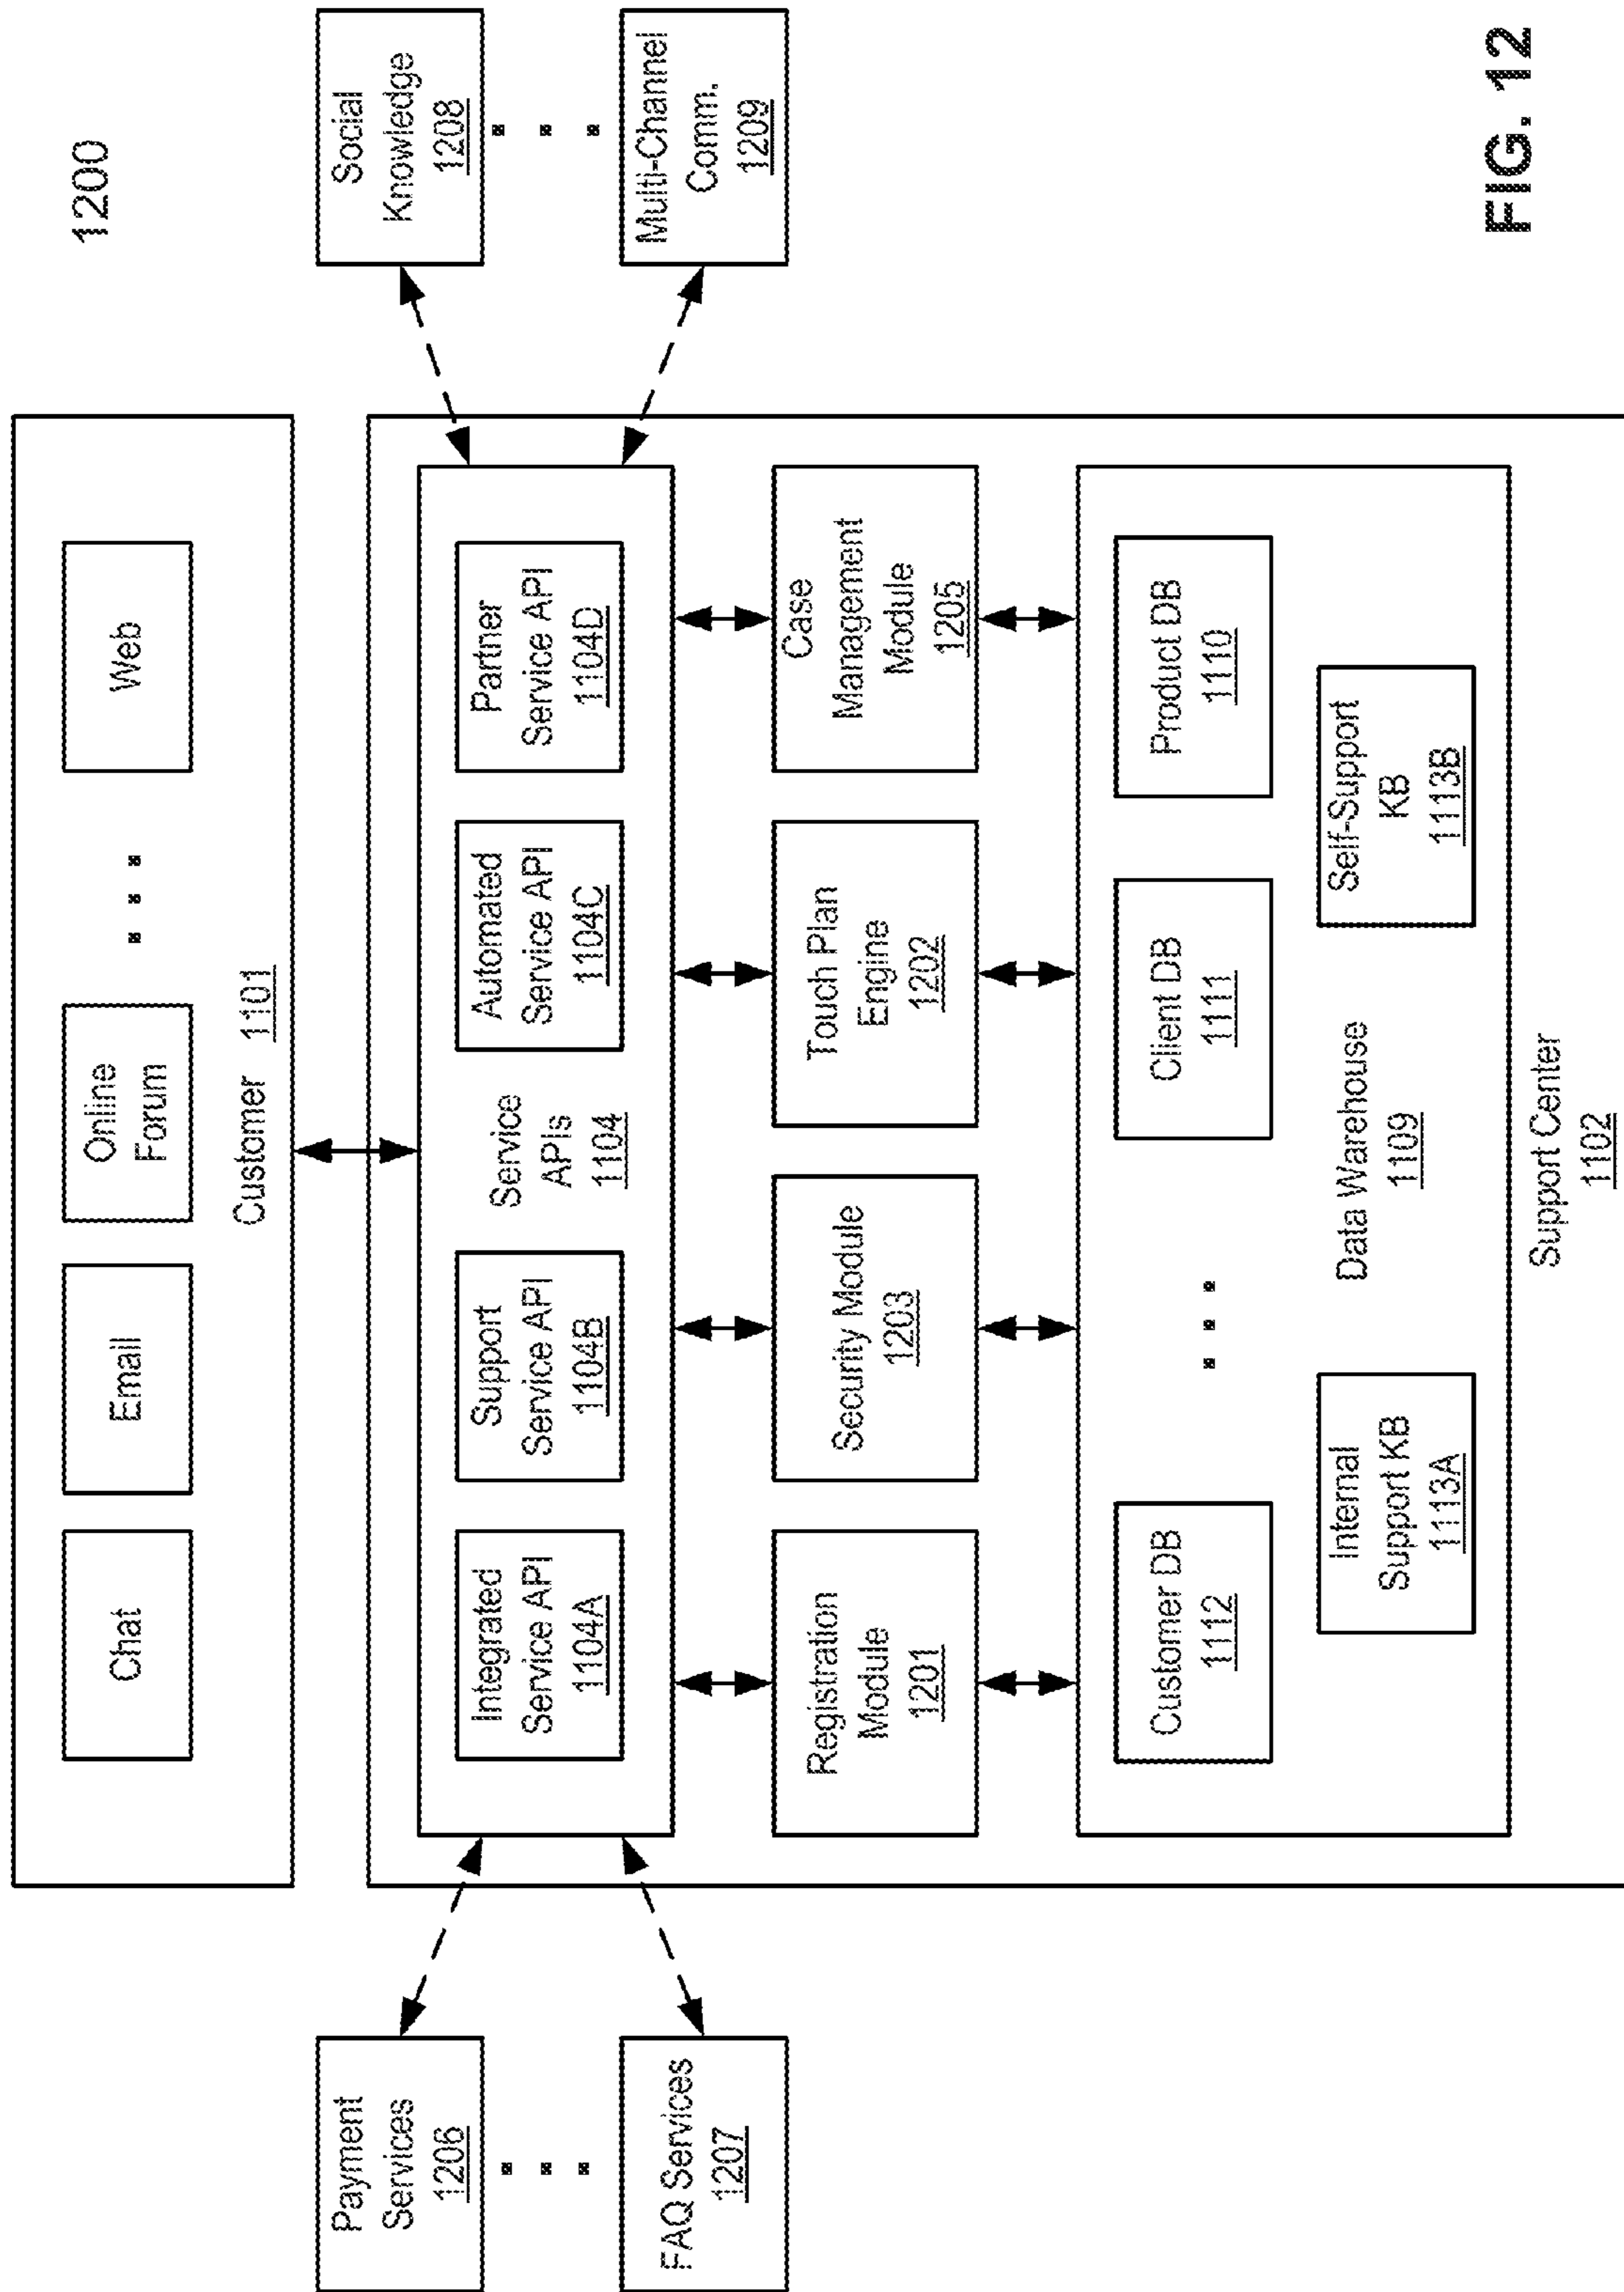 1200
Chat
Email
Online
Forum
Web
Customer 1101
Payment
Services
1206
FAQ Services
1207
Social
Knowledge
1208
Multi-Channel
Comm.
1209
Integrated
Service API
1104A
Support
Service API
1104B
Service
APIs
1104
Automated
Service API
1104C
Partner
Service API
1104D
Registration
Module
1201
Security Module
1203
Touch Plan
Engine
1202
Case
Management
Module
1205
Customer DB
1112
Client DB
1111
Product DB
1110
Internal
Support KB
1113A
Data Warehouse
1109
Self-Support
KB
1113B
Support Center
1102
FIG. 12